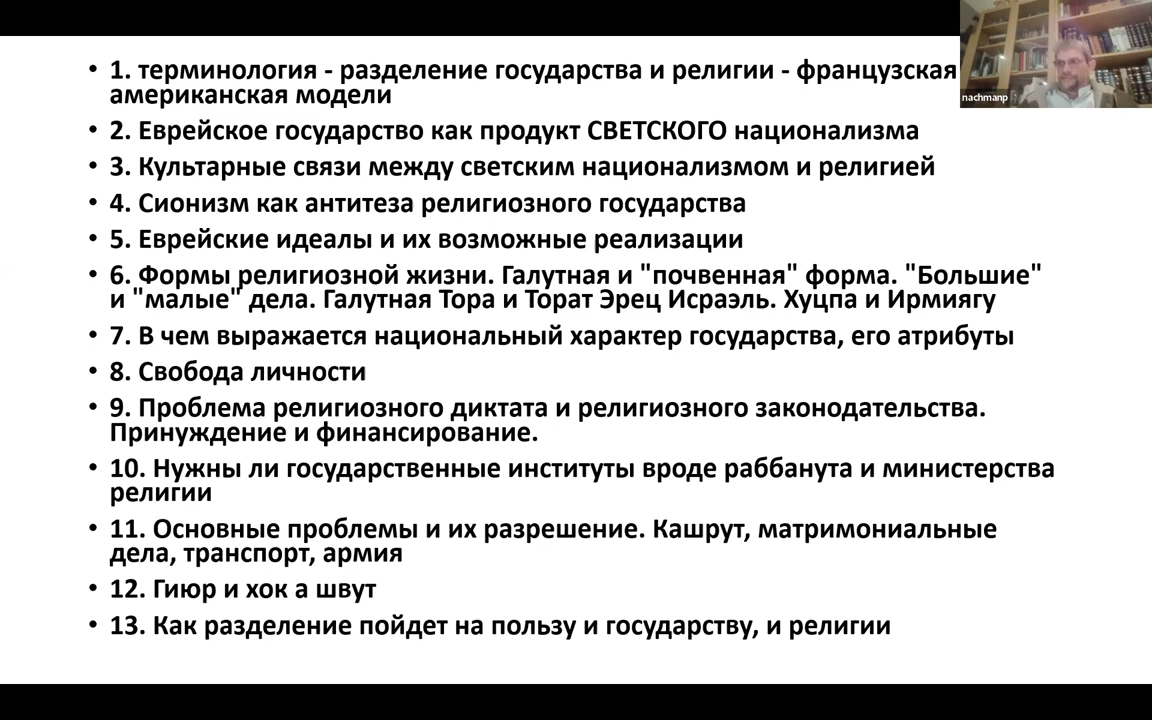 • 1. терминология - разделение государства и религии - французская
американская модели
nachmanp
• 2. Еврейское государство как продукт СВЕТСКОГО национализма
• 3. Культарные связи между светским национализмом и религией
• 4. Сионизм как антитеза религиозного государства
• 5. Еврейские идеалы и их возможные реализации
• 6. Формы религиозной жизни. Галутная и "почвенная" форма. "Большие"
и "малые" дела. Галутная Тора и Торат Эрец Исраэль. Хуцпа и Ирмиягу
• 7. В чем выражается национальный характер государства, его атрибуты
• 8. Свобода личности
• 9. Проблема религиозного диктата и религиозного законодательства.
Принуждение и финансирование.
• 10. Нужны ли государственные институты вроде раббанута и министерства
религии
• 11. Основные проблемы и их разрешение. Кашрут, матримониальные
дела, транспорт, армия
• 12. Гиюр и хок а швут
• 13. Как разделение пойдет на пользу и государству, и религии